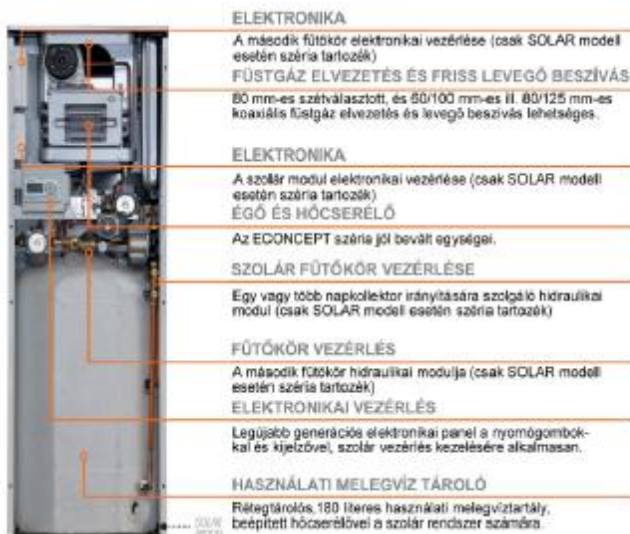 ELEKTRONIKA
A második fűtőkör elektronikai vezérlése (csak SOLAR modell
esetén széria tartozék)
FÜSTGÁZ ELVEZETÉS ÉS FRISS LEVEGŐ BESZÍVÁS
80 mm-es szétválasztott, és 60/100 mm-es ill. 80/125 mm-es
koaxiális füstgáz elvezetés és levegő beszívás lehetséges.
ELEKTRONIKA
A szolár modul elektronikai vezérlése (csak SOLAR modell
esetén széria tartozék)
ÉGŐ ÉS HŐCSERÉLŐ
Az ECONCEPT széria jól bevált egységei.
SZOLÁR FŰTŐKÖR VEZÉRLÉSE
Egy vagy több napkollektor irányítására szolgáló hidraulikai
modul (csak SOLAR modell esetén széria tartozék)
FŰTŐKÖR VEZÉRLÉS
A második fűtőkör hidraulikai modulja (csak SOLAR modell
esetén széria tartozék)
ELEKTRONIKAI VEZÉRLÉS
Legújabb generációs elektronikai panel a nyomógombok-
kal és kijelzővel, szolár vezérlés kezelésére alkalmasan.
HASZNÁLATI MELEGVÍZ TÁROLÓ
Rétegtárolós,180 literes használati melegvíztartály,
beépített hőcserélővel a szolár rendszer számára.
SOLAR